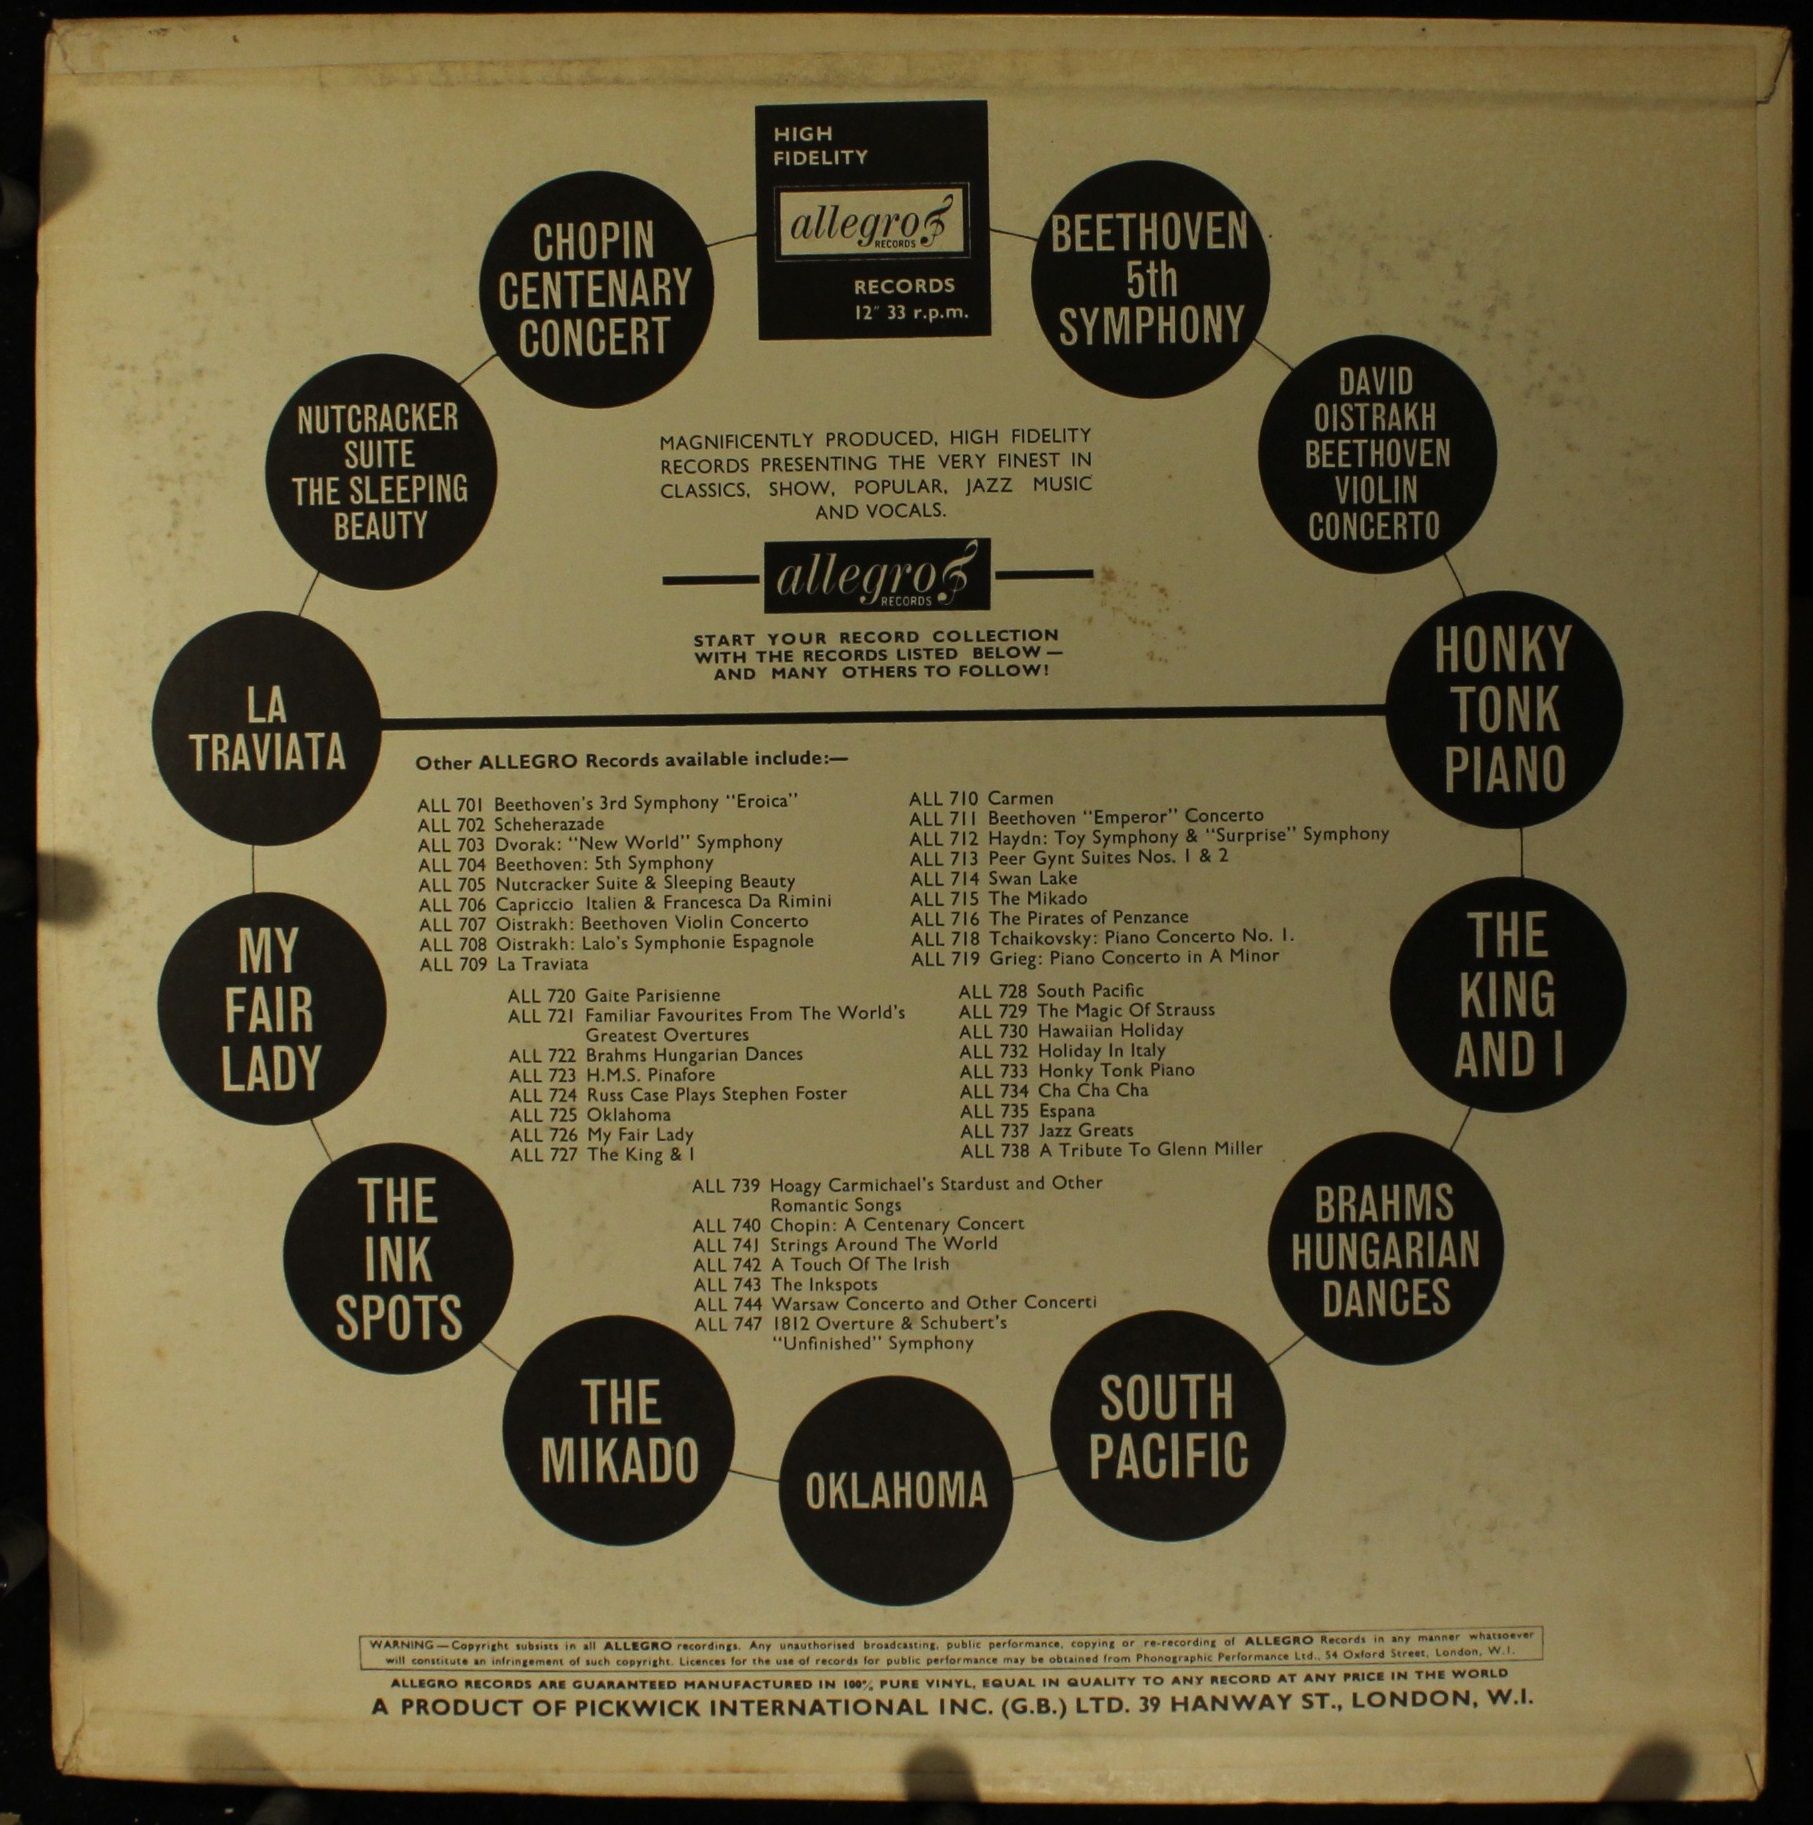 HIGH
FIDELITY
allegro
RECORDS
RECORDS
12" 33 r.p.m.
CHOPIN
CENTENARY
CONCERT
BEETHOVEN
5th
SYMPHONY
NUTCRACKER
SUITE
THE SLEEPING
BEAUTY
DAVID
OISTRAKH
BEETHOVEN
VIOLIN
CONCERTO
MAGNIFICENTLY PRODUCED, HIGH FIDELITY
RECORDS PRESENTING THE VERY FINEST IN
CLASSICS, SHOW, POPULAR, JAZZ MUSIC
AND VOCALS.
allegro
RECORDS
START YOUR RECORD COLLECTION
WITH THE RECORDS LISTED BELOW—
AND MANY OTHERS TO FOLLOW!
LA
TRAVIATA
HONKY
TONK
PIANO
Other ALLEGRO Records available include:—
ALL 701 Beethoven's 3rd Symphony "Eroica"
ALL 702 Scheherazade
ALL 703 Dvorak: "New World" Symphony
ALL 704 Beethoven: 5th Symphony
ALL 705 Nutcracker Suite & Sleeping Beauty
ALL 706 Capriccio Italien & Francesca Da Rimini
ALL 707 Oistrakh: Beethoven Violin Concerto
ALL 708 Oistrakh: Lalo's Symphonie Espagnole
ALL 709 La Traviata
ALL 710 Carmen
ALL 711 Beethoven "Emperor" Concerto
ALL 712 Haydn: Toy Symphony & "Surprise" Symphony
ALL 713 Peer Gynt Suites Nos. 1 & 2
ALL 714 Swan Lake
ALL 715 The Mikado
ALL 716 The Pirates of Penzance
ALL 718 Tchaikovsky: Piano Concerto No. 1.
ALL 719 Grieg: Piano Concerto in A Minor
ALL 720 Gaite Parisienne
ALL 721 Familiar Favourites From The World's
Greatest Overtures
ALL 722 Brahms Hungarian Dances
ALL 723 H.M.S. Pinafore
ALL 724 Russ Case Plays Stephen Foster
ALL 725 Oklahoma
ALL 726 My Fair Lady
ALL 727 The King & I
ALL 728 South Pacific
ALL 729 The Magic Of Strauss
ALL 730 Hawaiian Holiday
ALL 732 Holiday In Italy
ALL 733 Honky Tonk Piano
ALL 734 Cha Cha Cha
ALL 735 Espana
ALL 737 Jazz Greats
ALL 738 A Tribute To Glenn Miller
ALL 739 Hoagy Carmichael's Stardust and Other
Romantic Songs
ALL 740 Chopin: A Centenary Concert
ALL 741 Strings Around The World
ALL 742 A Touch Of The Irish
ALL 743 The Inkspots
ALL 744 Warsaw Concerto and Other Concerti
ALL 747 1812 Overture & Schubert's
"Unfinished" Symphony
MY
FAIR
LADY
THE
KING
AND I
THE
INK
SPOTS
BRAHMS
HUNGARIAN
DANCES
THE
MIKADO
OKLAHOMA
SOUTH
PACIFIC
WARNING—Copyright subsists in all ALLEGRO recordings. Any unauthorised broadcasting, public performance, copying or re-recording of ALLEGRO Records in any manner whatsoever
will constitute an infringement of such copyright. Licences for the use of records for public performance may be obtained from Phonographic Performance Ltd., 54 Oxford Street, London, W.1.
ALLEGRO RECORDS ARE GUARANTEED MANUFACTURED IN 100% PURE VINYL, EQUAL IN QUALITY TO ANY RECORD AT ANY PRICE IN THE WORLD
A PRODUCT OF PICKWICK INTERNATIONAL INC. (G.B.) LTD. 39 HANWAY ST., LONDON, W.1.